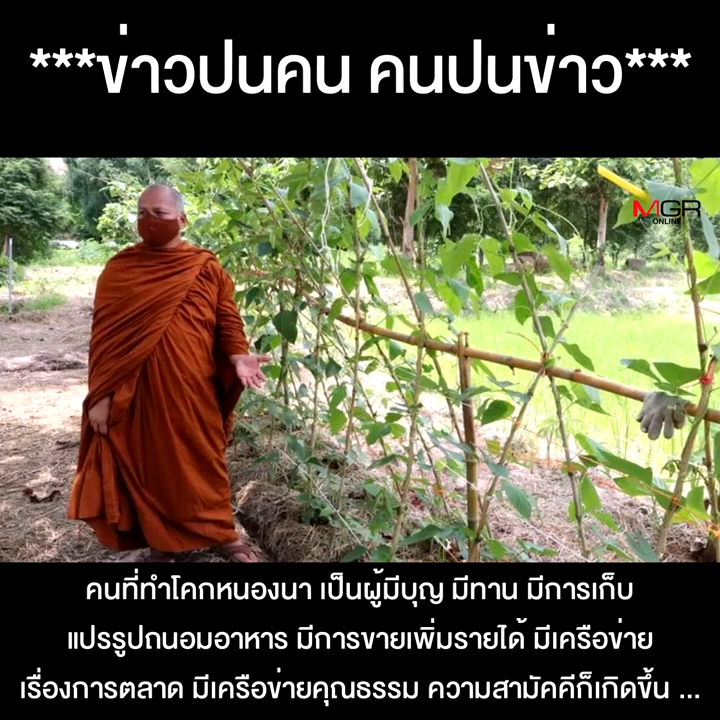 ***ข่าวปนคน คนปนข่าว***
MGR
ONLINE
คนที่ทำโคกหนองนา เป็นผู้มีบุญ มีทาน มีการเก็บ
แปรรูปถนอมอาหาร มีการขายเพิ่มรายได้ มีเครือข่าย
เรื่องการตลาด มีเครือข่ายคุณธรรม ความสามัคคีก็เกิดขึ้น ...